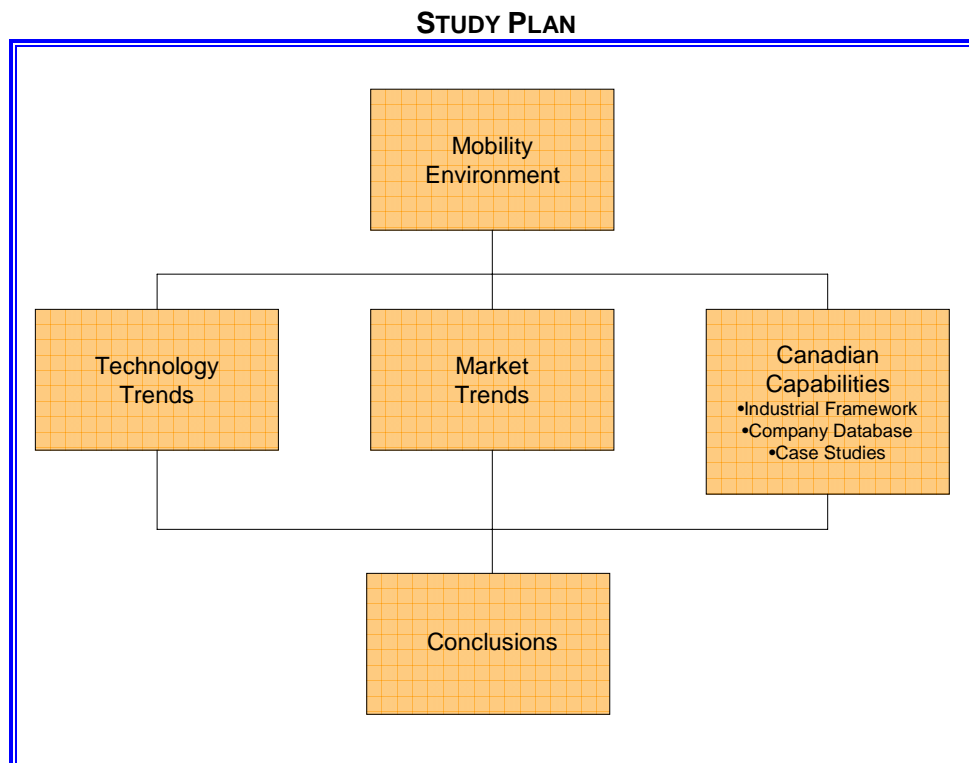 STUDY PLAN
Mobility
Environment
Technology
Trends
Market
Trends
Canadian
Capabilities
•Industrial Framework
•Company Database
•Case Studies
Conclusions